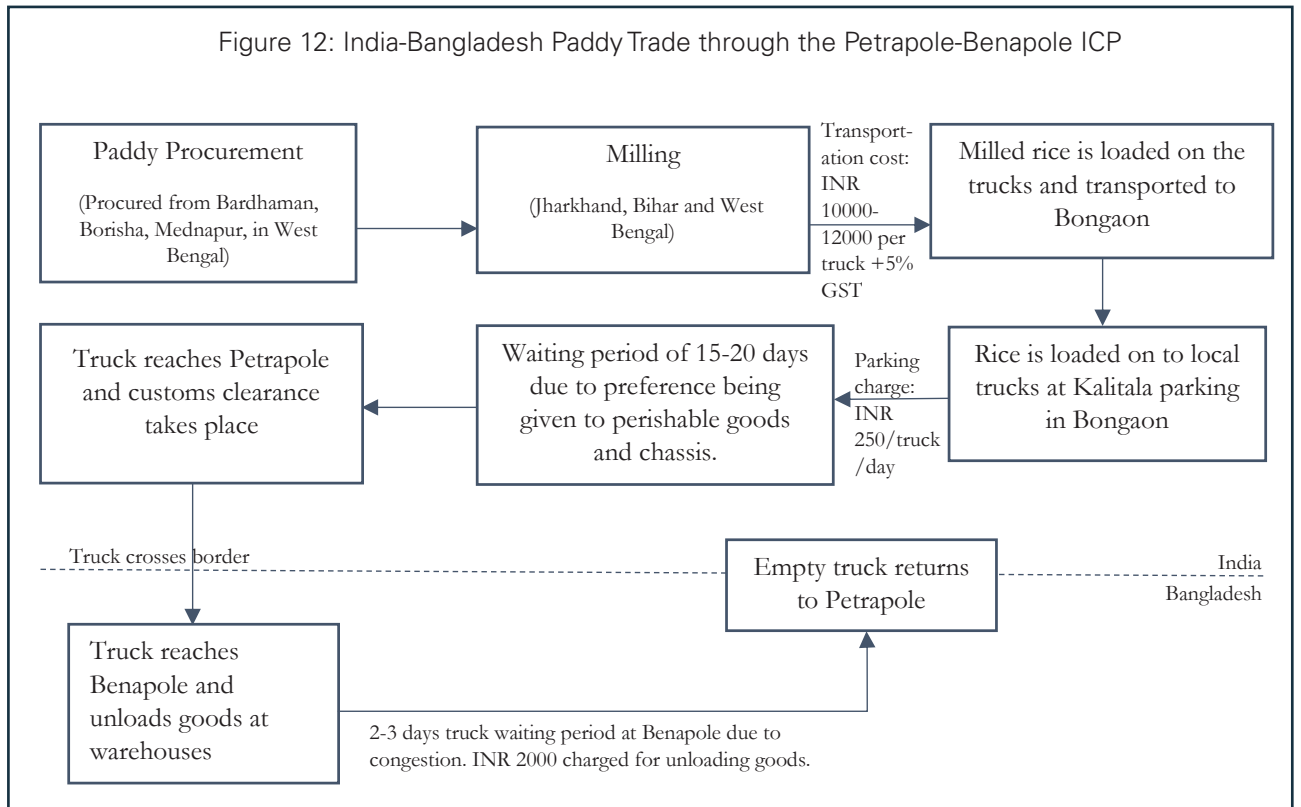 Figure 12: India-Bangladesh Paddy Trade through the Petrapole-Benapole ICP
Paddy Procurement
(Procured from Bardhaman,
Borisha, Mednapur, in West
Bengal)
Milling
(Jharkhand, Bihar and West
Bengal)
Transport-
ation cost:
INR
10000-
12000 per
truck +5%
GST
Milled rice is loaded on the
trucks and transported to
Bongaon
Rice is loaded on to local
trucks at Kalitala parking
in Bongaon
Parking
charge:
INR
250/truck
/day
Waiting period of 15-20 days
due to preference being
given to perishable goods
and chassis.
Truck reaches Petrapole
and customs clearance
takes place
Truck crosses border
India
Bangladesh
Truck reaches
Benapole and
unloads goods at
warehouses
2-3 days truck waiting period at Benapole due to
congestion. INR 2000 charged for unloading goods.
Empty truck returns
to Petrapole